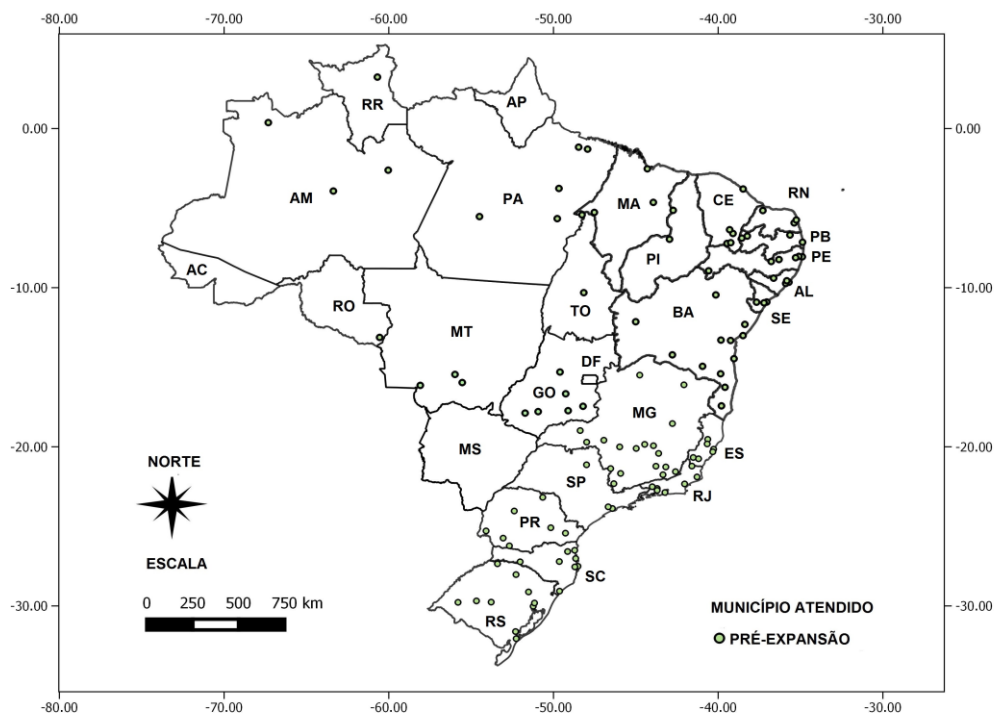 -80.00 -70.00 -60.00 -50.00 -40.00 -30.00
0.00 0.00
-10.00 -10.00
-20.00 -20.00
-30.00 -30.00
RR
AP
AM
PA
MA
CE
RN
PB
PE
PI
AC
AL
RO
TO
BA
SE
MT
DF
GO
MG
MS
ES
SP
RJ
PR
SC
RS
NORTE
ESCALA
0 250 500 750 km
MUNICÍPIO ATENDIDO
PRÉ-EXPANSÃO
-80.00 -70.00 -60.00 -50.00 -40.00 -30.00